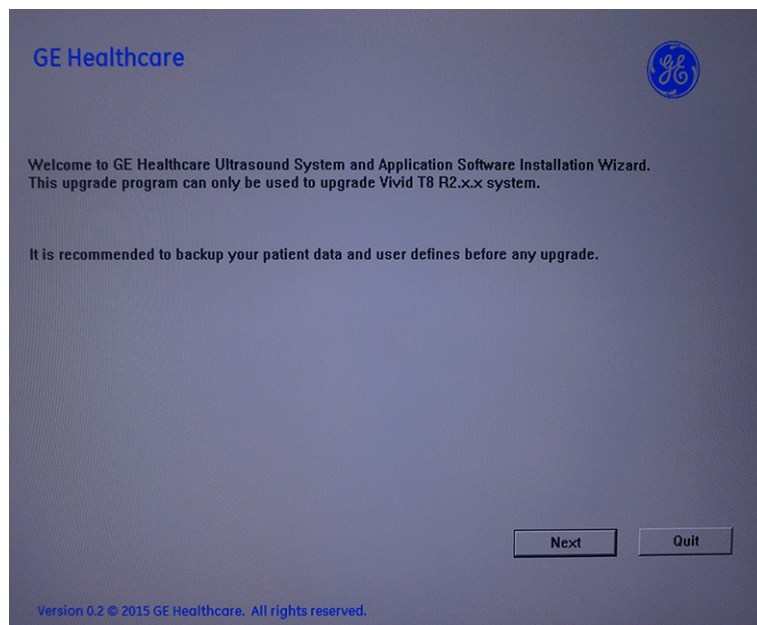 GE Healthcare
GE
Welcome to GE Healthcare Ultrasound System and Application Software Installation Wizard.
This upgrade program can only be used to upgrade Vivid T8 R2.x.x system.
It is recommended to backup your patient data and user defines before any upgrade.
Next
Quit
Version 0.2 © 2015 GE Healthcare. All rights reserved.